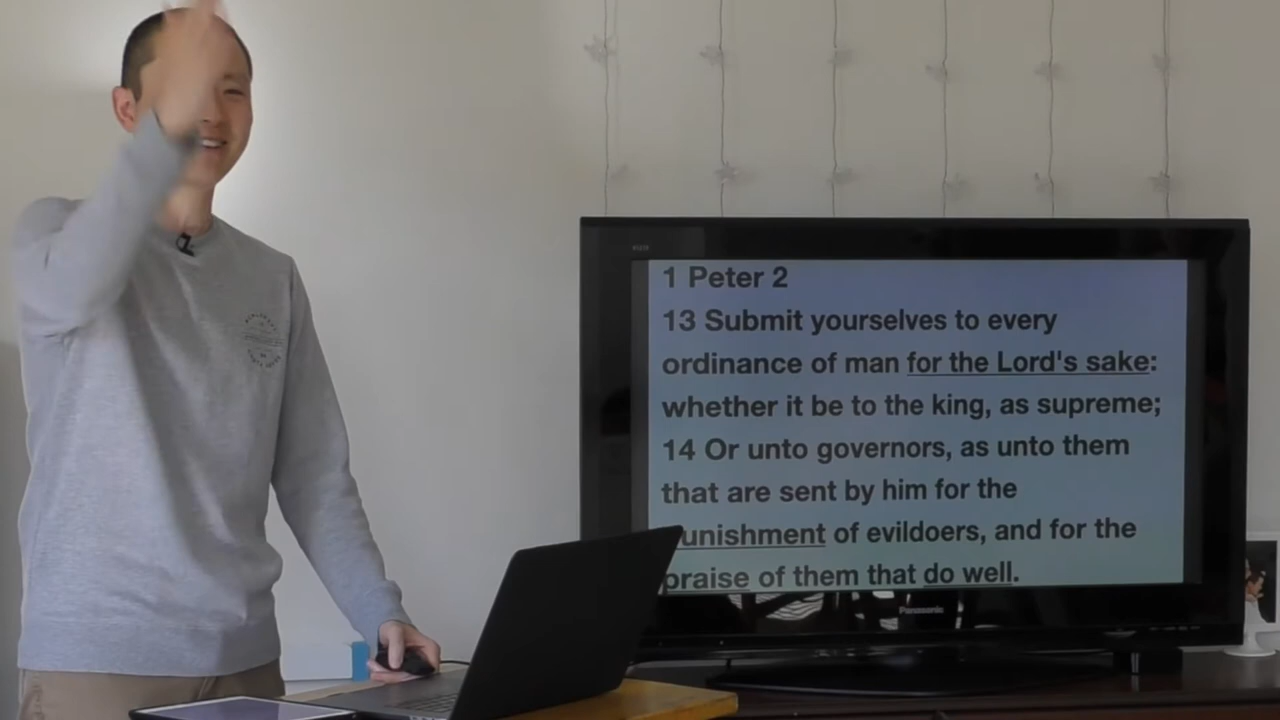 1 Peter 2
13 Submit yourselves to every
ordinance of man for the Lord's sake:
whether it be to the king, as supreme;
14 Or unto governors, as unto them
that are sent by him for the
unishment of evildoers, and for the
praise of them that do well.
Panasonic